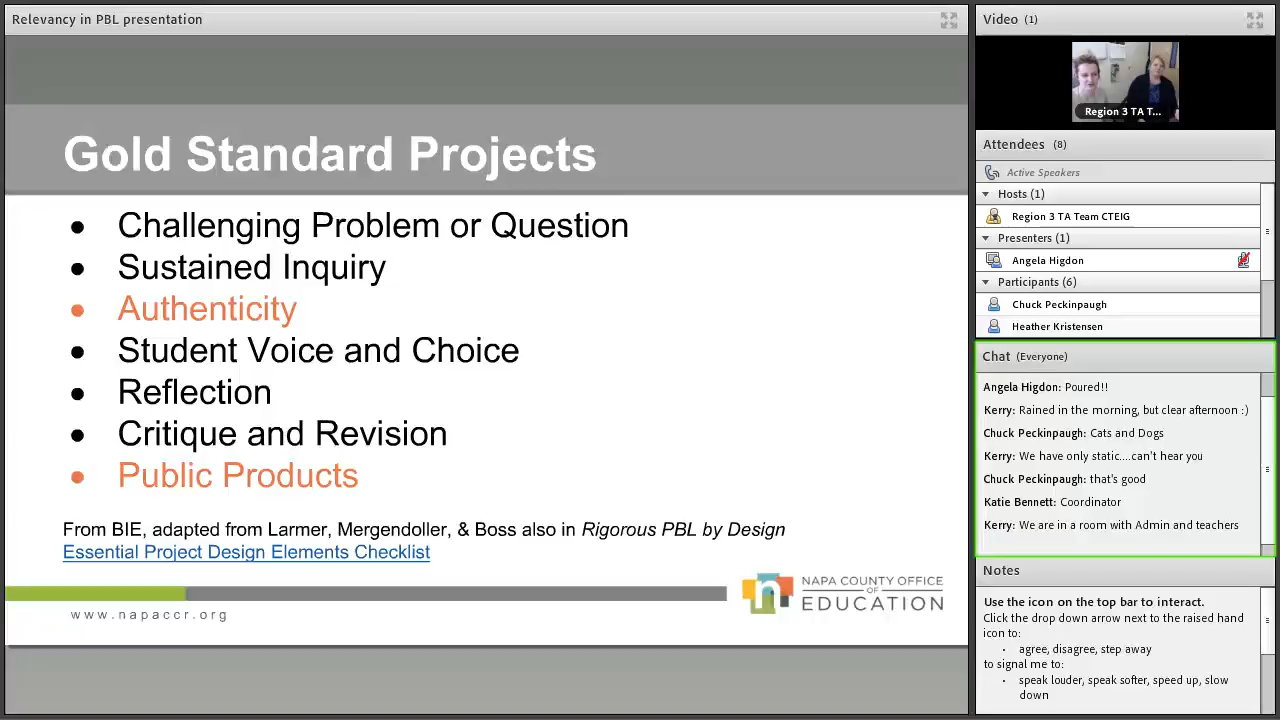 Relevancy in PBL presentation
Gold Standard Projects
• Challenging Problem or Question
• Sustained Inquiry
• Authenticity
• Student Voice and Choice
• Reflection
• Critique and Revision
• Public Products
From BIE, adapted from Larmer, Mergendoller, & Boss also in Rigorous PBL by Design
Essential Project Design Elements Checklist
www.napaccr.org
n
NAPA COUNTY OFFICE
OF
EDUCATION
Video (1)
Region 3 TA T...
Attendees (8)
Active Speakers
Hosts (1)
Region 3 TA Team CTEIG
Presenters (1)
Angela Higdon
Participants (6)
Chuck Peckinpaugh
Heather Kristensen
Chat (Everyone)
Angela Higdon: Poured!!
Kerry: Rained in the morning, but clear afternoon :)
Chuck Peckinpaugh: Cats and Dogs
Kerry: We have only static....can't hear you
Chuck Peckinpaugh: that's good
Katie Bennett: Coordinator
Kerry: We are in a room with Admin and teachers
Notes
Use the icon on the top bar to interact.
Click the drop down arrow next to the raised hand
icon to:
• agree, disagree, step away
to signal me to:
• speak louder, speak softer, speed up, slow
down